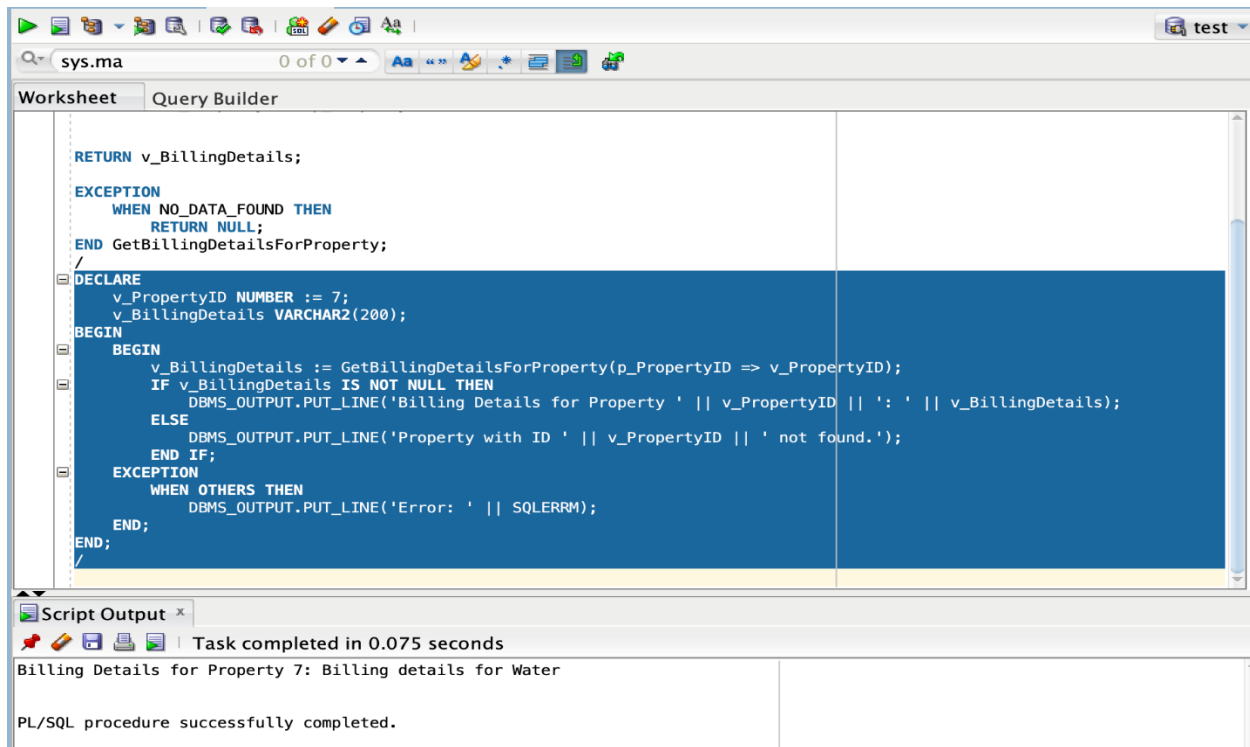 test
sys.ma 0 of 0 Aa “”  .*
Worksheet Query Builder
RETURN v_BillingDetails;
EXCEPTION
WHEN NO_DATA_FOUND THEN
RETURN NULL;
END GetBillingDetailsForProperty;
/
DECLARE
v_PropertyID NUMBER := 7;
v_BillingDetails VARCHAR2(200);
BEGIN
BEGIN
v_BillingDetails := GetBillingDetailsForProperty(p_PropertyID => v_PropertyID);
IF v_BillingDetails IS NOT NULL THEN
DBMS_OUTPUT.PUT_LINE('Billing Details for Property ' || v_PropertyID || ': ' || v_BillingDetails);
ELSE
DBMS_OUTPUT.PUT_LINE('Property with ID ' || v_PropertyID || ' not found.');
END IF;
EXCEPTION
WHEN OTHERS THEN
DBMS_OUTPUT.PUT_LINE('Error: ' || SQLERRM);
END;
END;
/
Script Output x
Task completed in 0.075 seconds
Billing Details for Property 7: Billing details for Water
PL/SQL procedure successfully completed.